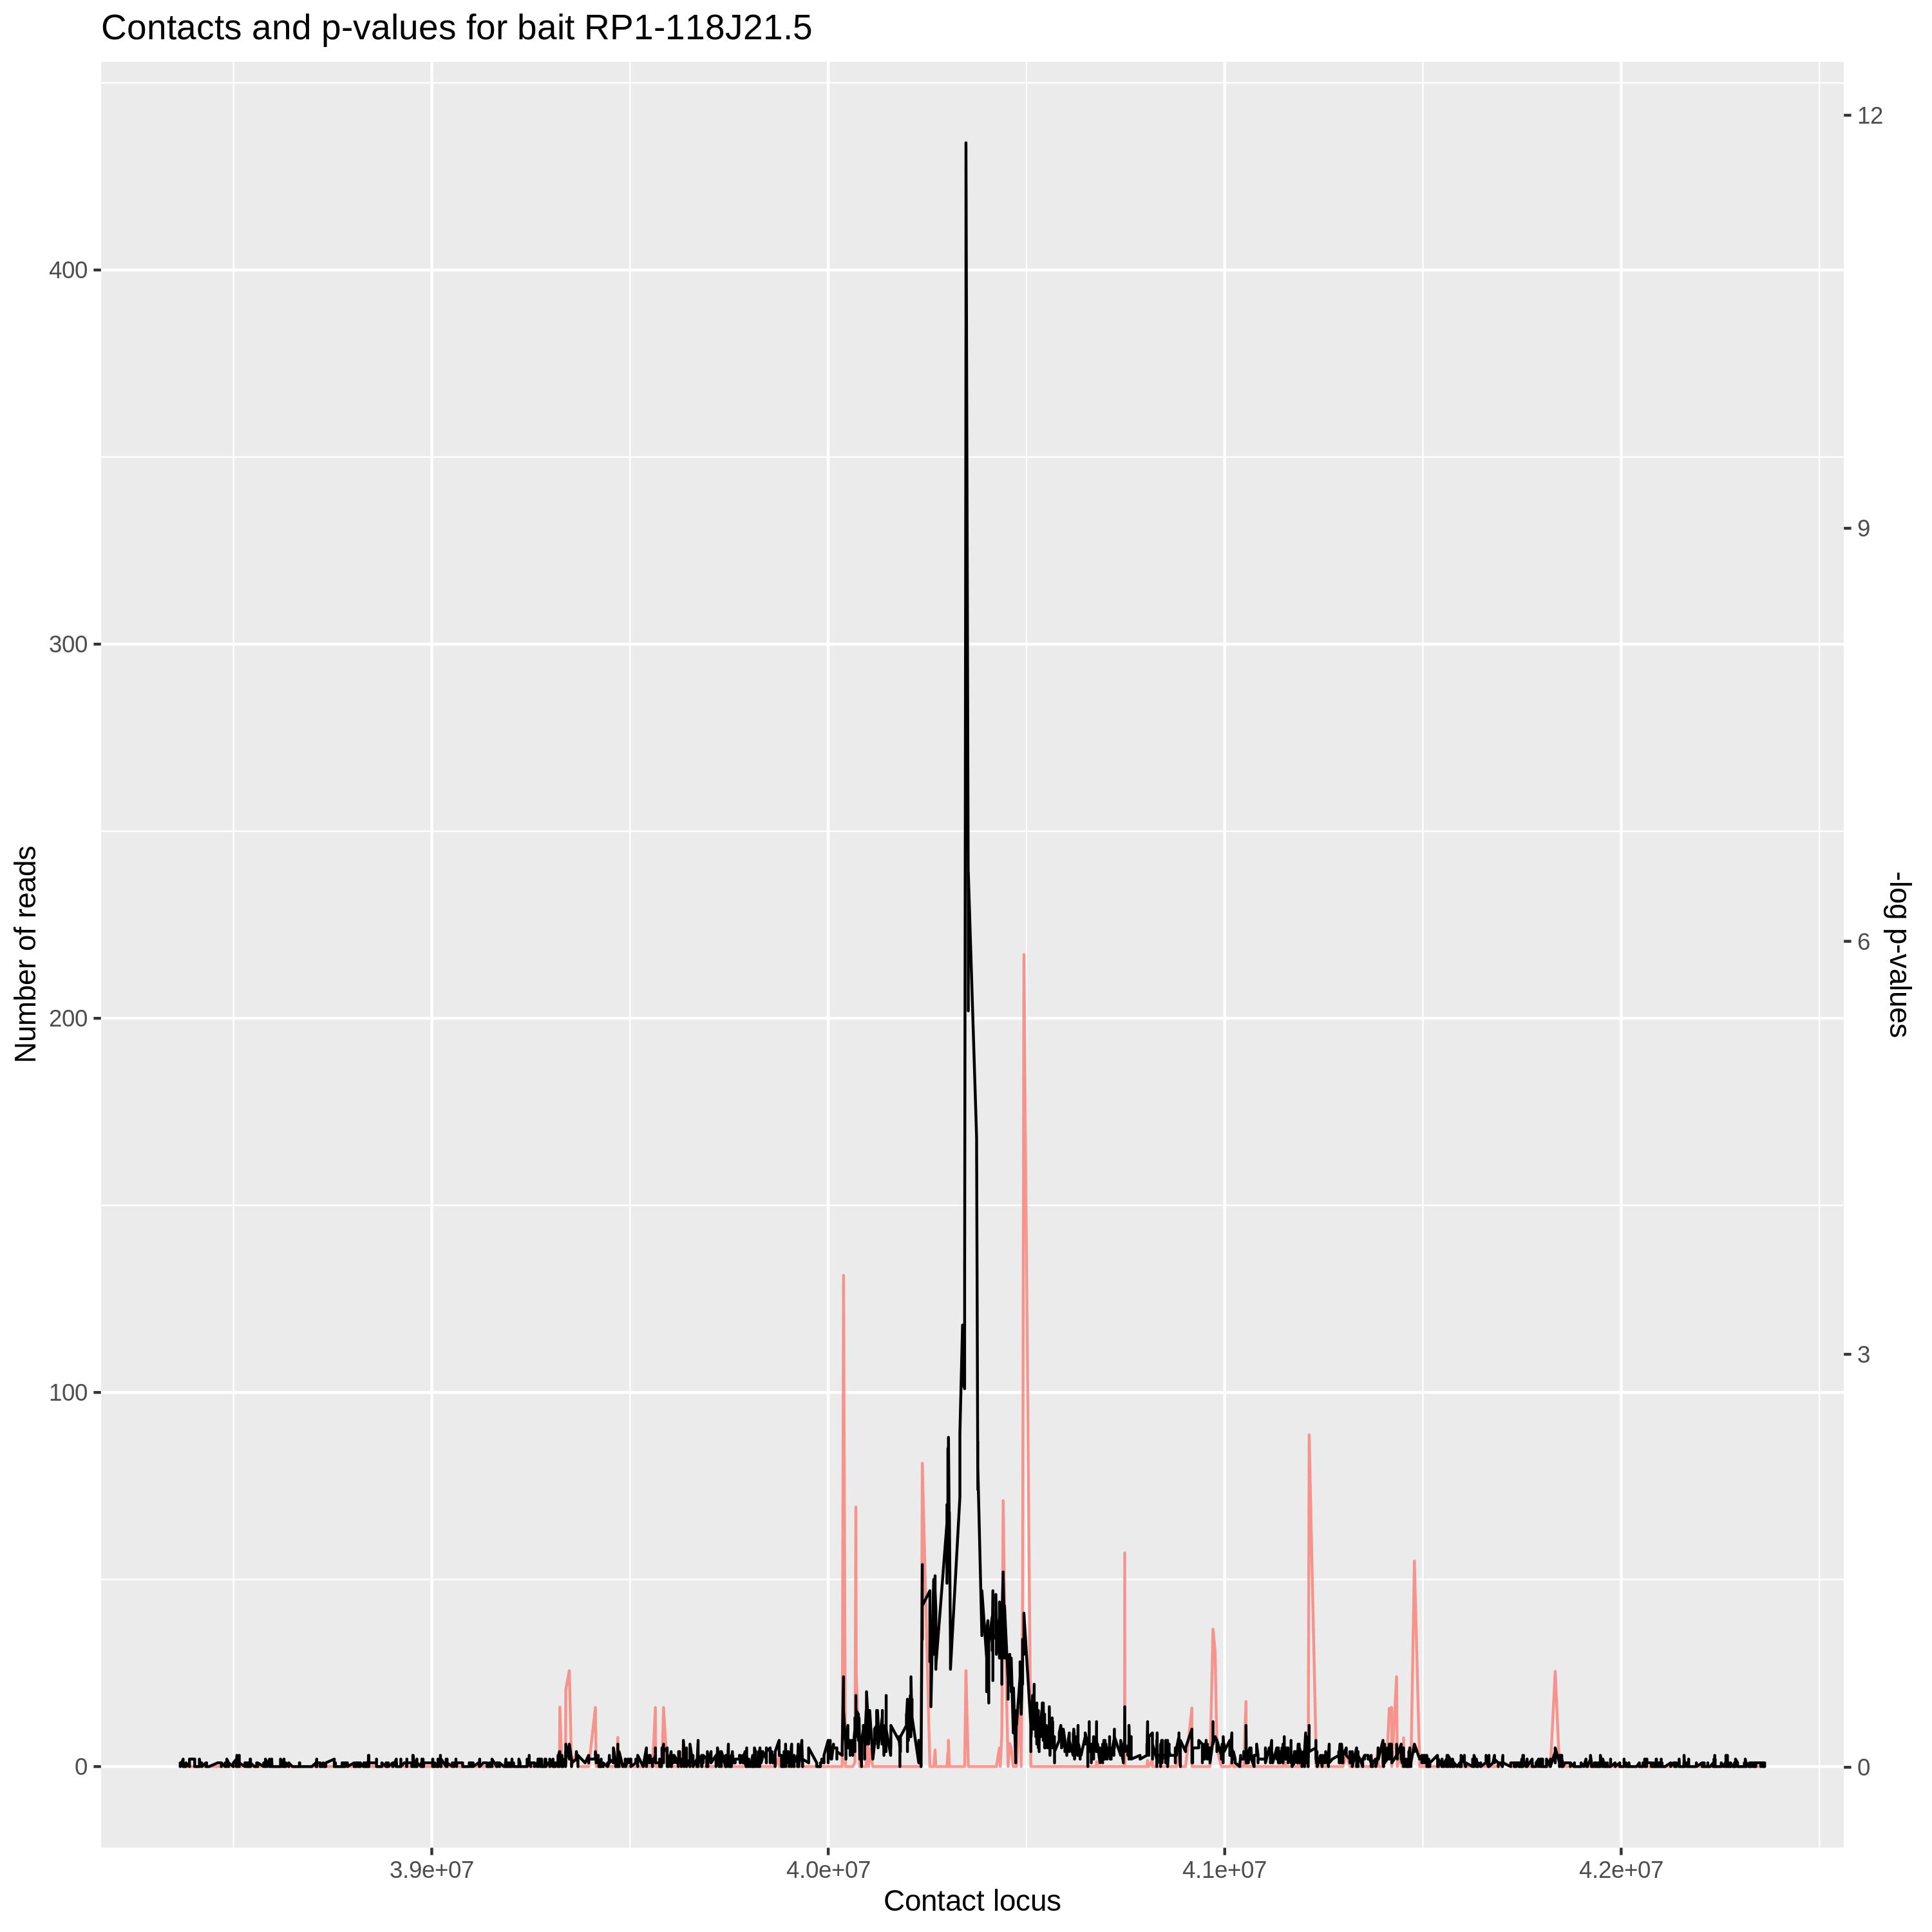 Contacts and p-values for bait RP1-118J21.5
Number of reads
400
300
200
100
0
12
9
6
3
0
-log p-values
3.9e+07 4.0e+07 4.1e+07 4.2e+07
Contact locus